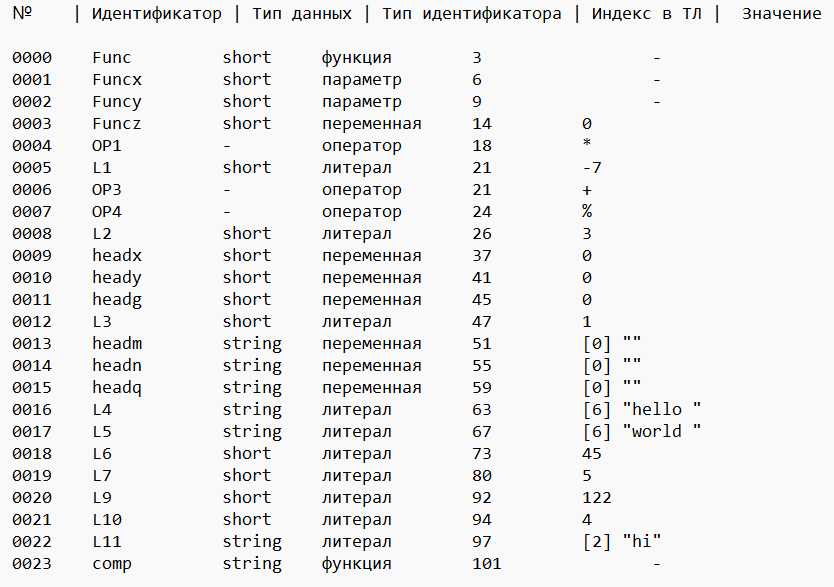 № | Идентификатор | Тип данных | Тип идентификатора | Индекс в ТЛ | Значение
0000 Func short функция 3 -
0001 Funcx short параметр 6 -
0002 Funcy short параметр 9 -
0003 Funcz short переменная 14 0
0004 OP1 - оператор 18 *
0005 L1 short литерал 21 -7
0006 OP3 - оператор 21 +
0007 OP4 - оператор 24 %
0008 L2 short литерал 26 3
0009 headx short переменная 37 0
0010 heady short переменная 41 0
0011 headg short переменная 45 0
0012 L3 short литерал 47 1
0013 headm string переменная 51 [0] ""
0014 headn string переменная 55 [0] ""
0015 headq string переменная 59 [0] ""
0016 L4 string литерал 63 [6] "hello "
0017 L5 string литерал 67 [6] "world "
0018 L6 short литерал 73 45
0019 L7 short литерал 80 5
0020 L9 short литерал 92 122
0021 L10 short литерал 94 4
0022 L11 string литерал 97 [2] "hi"
0023 comp string функция 101 -